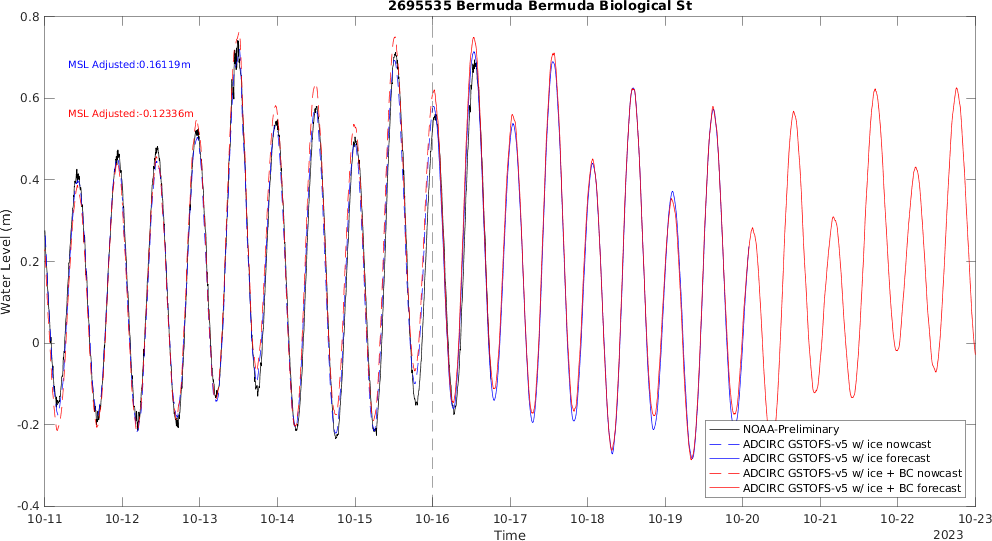 2695535 Bermuda Bermuda Biological St
0.8
MSL Adjusted:0.16119m
0.6
MSL Adjusted:-0.12336m
0.4
0.2
Water Level (m)
0
-0.2
-0.4
NOAA-Preliminary
ADCIRC GSTOFS-v5 w/ ice nowcast
ADCIRC GSTOFS-v5 w/ ice forecast
ADCIRC GSTOFS-v5 w/ ice + BC nowcast
ADCIRC GSTOFS-v5 w/ ice + BC forecast
10-11 10-12 10-13 10-14 10-15 10-16 10-17 10-18 10-19 10-20 10-21 10-22 10-23
Time
2023